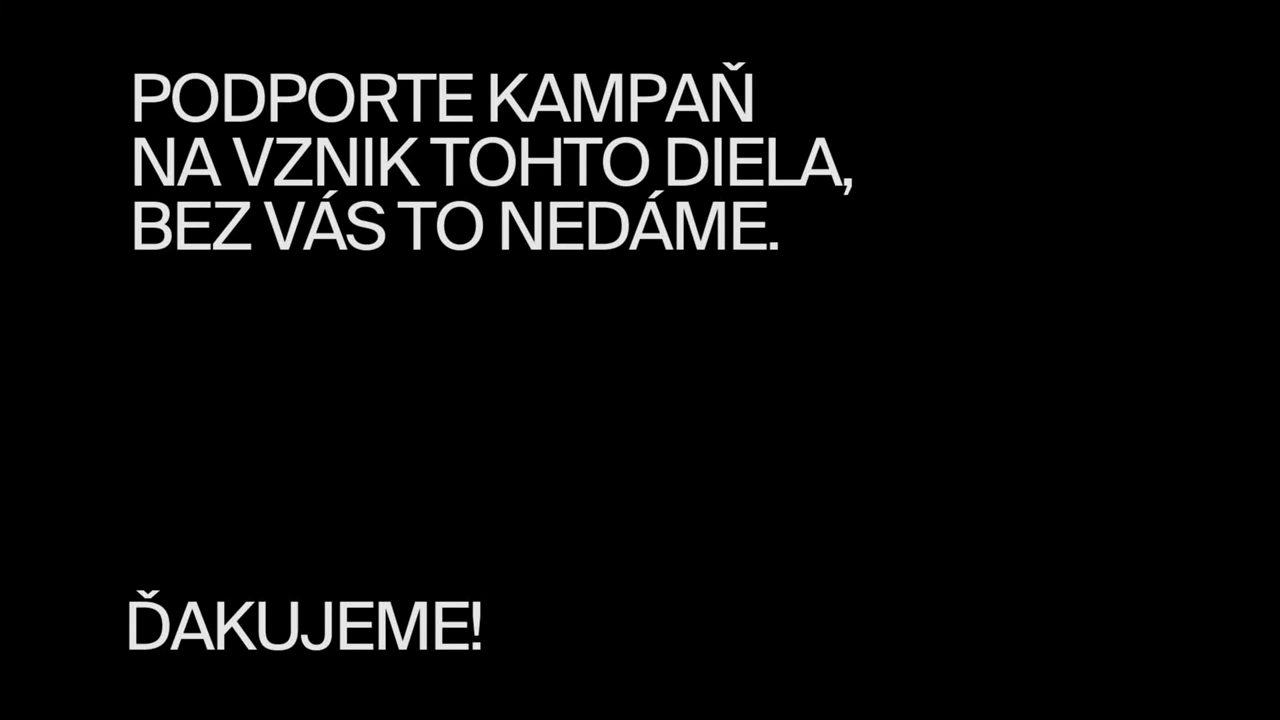 PODPORTE KAMPAŇ
NA VZNIK TOHTO DIELA,
BEZ VÁS TO NEDÁME.
ĎAKUJEME!